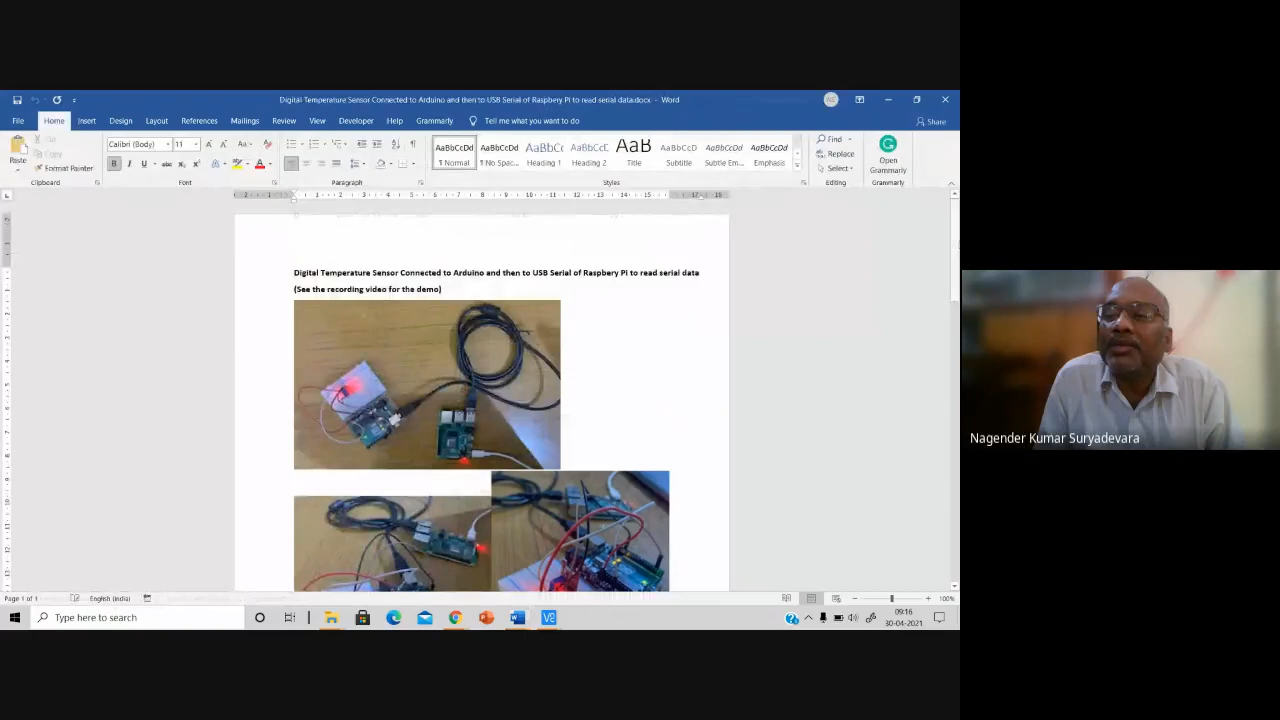 Digital Temperature Sensor Connected to Arduino and then to USB Serial of Raspbery Pi to read serial data.docx - Word
File Home Insert Design Layout References Mailings Review View Developer Help Grammarly Tell me what you want to do Share
Paste
Cut
Copy
Format Painter
Calibri (Body) 11
AaBbCcDd AaBbCcDd AaBbC AaBbCcD AaB AaBbCcD AaBbCcDd AaBbCcDd
¶ Normal ¶ No Spac... Heading 1 Heading 2 Title Subtitle Subtle Em... Emphasis
Find
Replace
Select
Open
Grammarly
Clipboard Font Paragraph Styles Editing Grammarly
Digital Temperature Sensor Connected to Arduino and then to USB Serial of Raspbery Pi to read serial data
(See the recording video for the demo)
Nagender Kumar Suryadevara
Page 1 of 1 English (India) 100%
Type here to search
09:16
30-04-2021